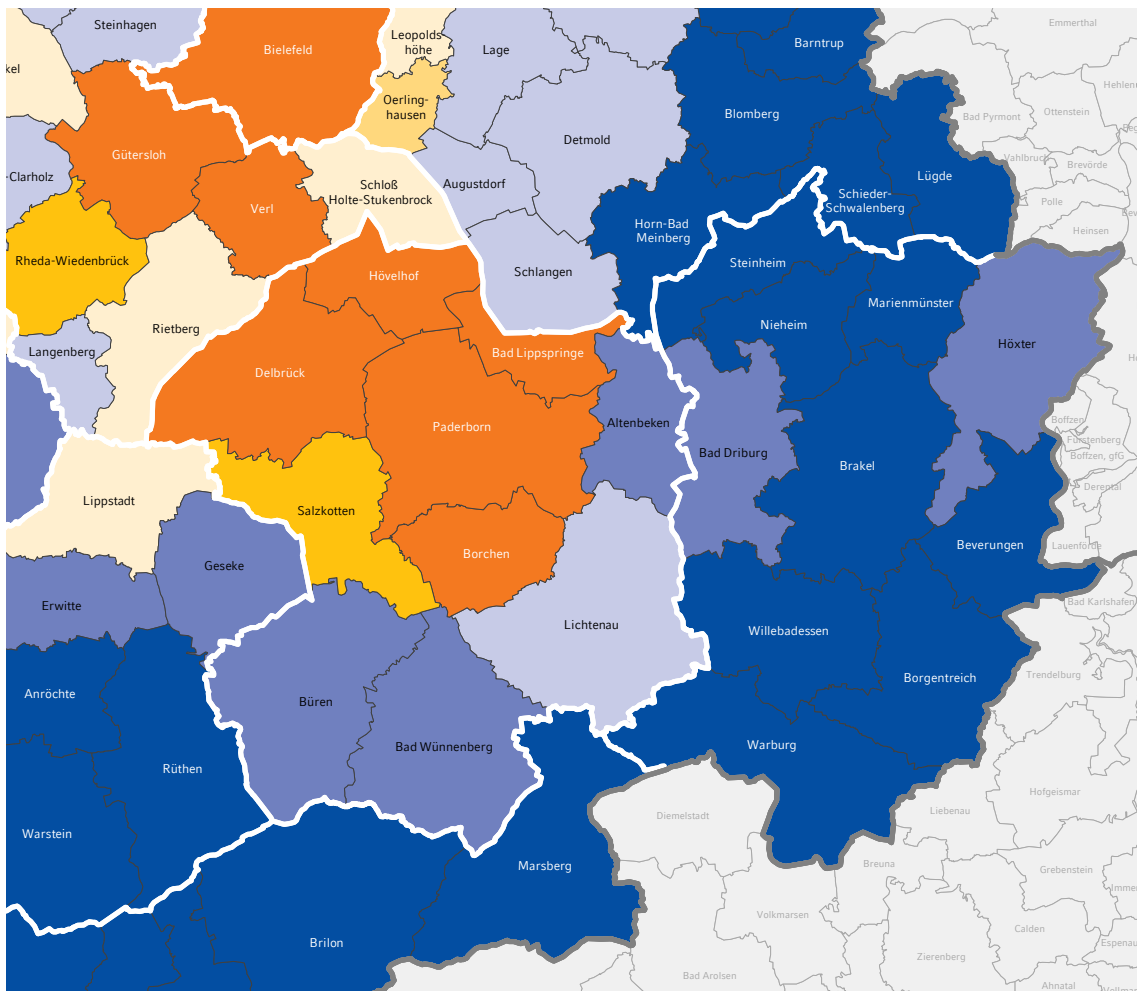 Steinhagen
Bielefeld
Leopolds
höhe
Lage
Barntrup
Emmerthal
kel
Oerling-
hausen
Blomberg
Ottenstein
Bad Pyrmont
Detmold
Gütersloh
Vahlbruch
Brevörde
-Clarholz
Schloß
Holte-Stukenbrock
Augustdorf
Lügde
Verl
Schieder-
Schwalenberg
Polle
Horn-Bad
Meinberg
Heinsen
Rheda-Wiedenbrück
Steinheim
Schlangen
Hövelhof
Marienmünster
Rietberg
Nieheim
Höxter
Langenberg
Bad Lippspringe
Delbrück
Paderborn
Altenbeken
Boffzen
Fürstenberg
Bad Driburg
Boffzen, gfG
Brakel
Derental
Lippstadt
Salzkotten
Beverungen
Lauenförde
Borchen
Geseke
Erwitte
Bad Karlshafen
Lichtenau
Willebadessen
Trendelburg
Borgentreich
Anröchte
Büren
Bad Wünnenberg
Warburg
Rüthen
Hofgeismar
Liebenau
Diemelstadt
Warstein
Marsberg
Breuna
Grebenstein
Volkmarsen
Calden
Brilon
Espenau
Zierenberg
Bad Arolsen
Ahnatal